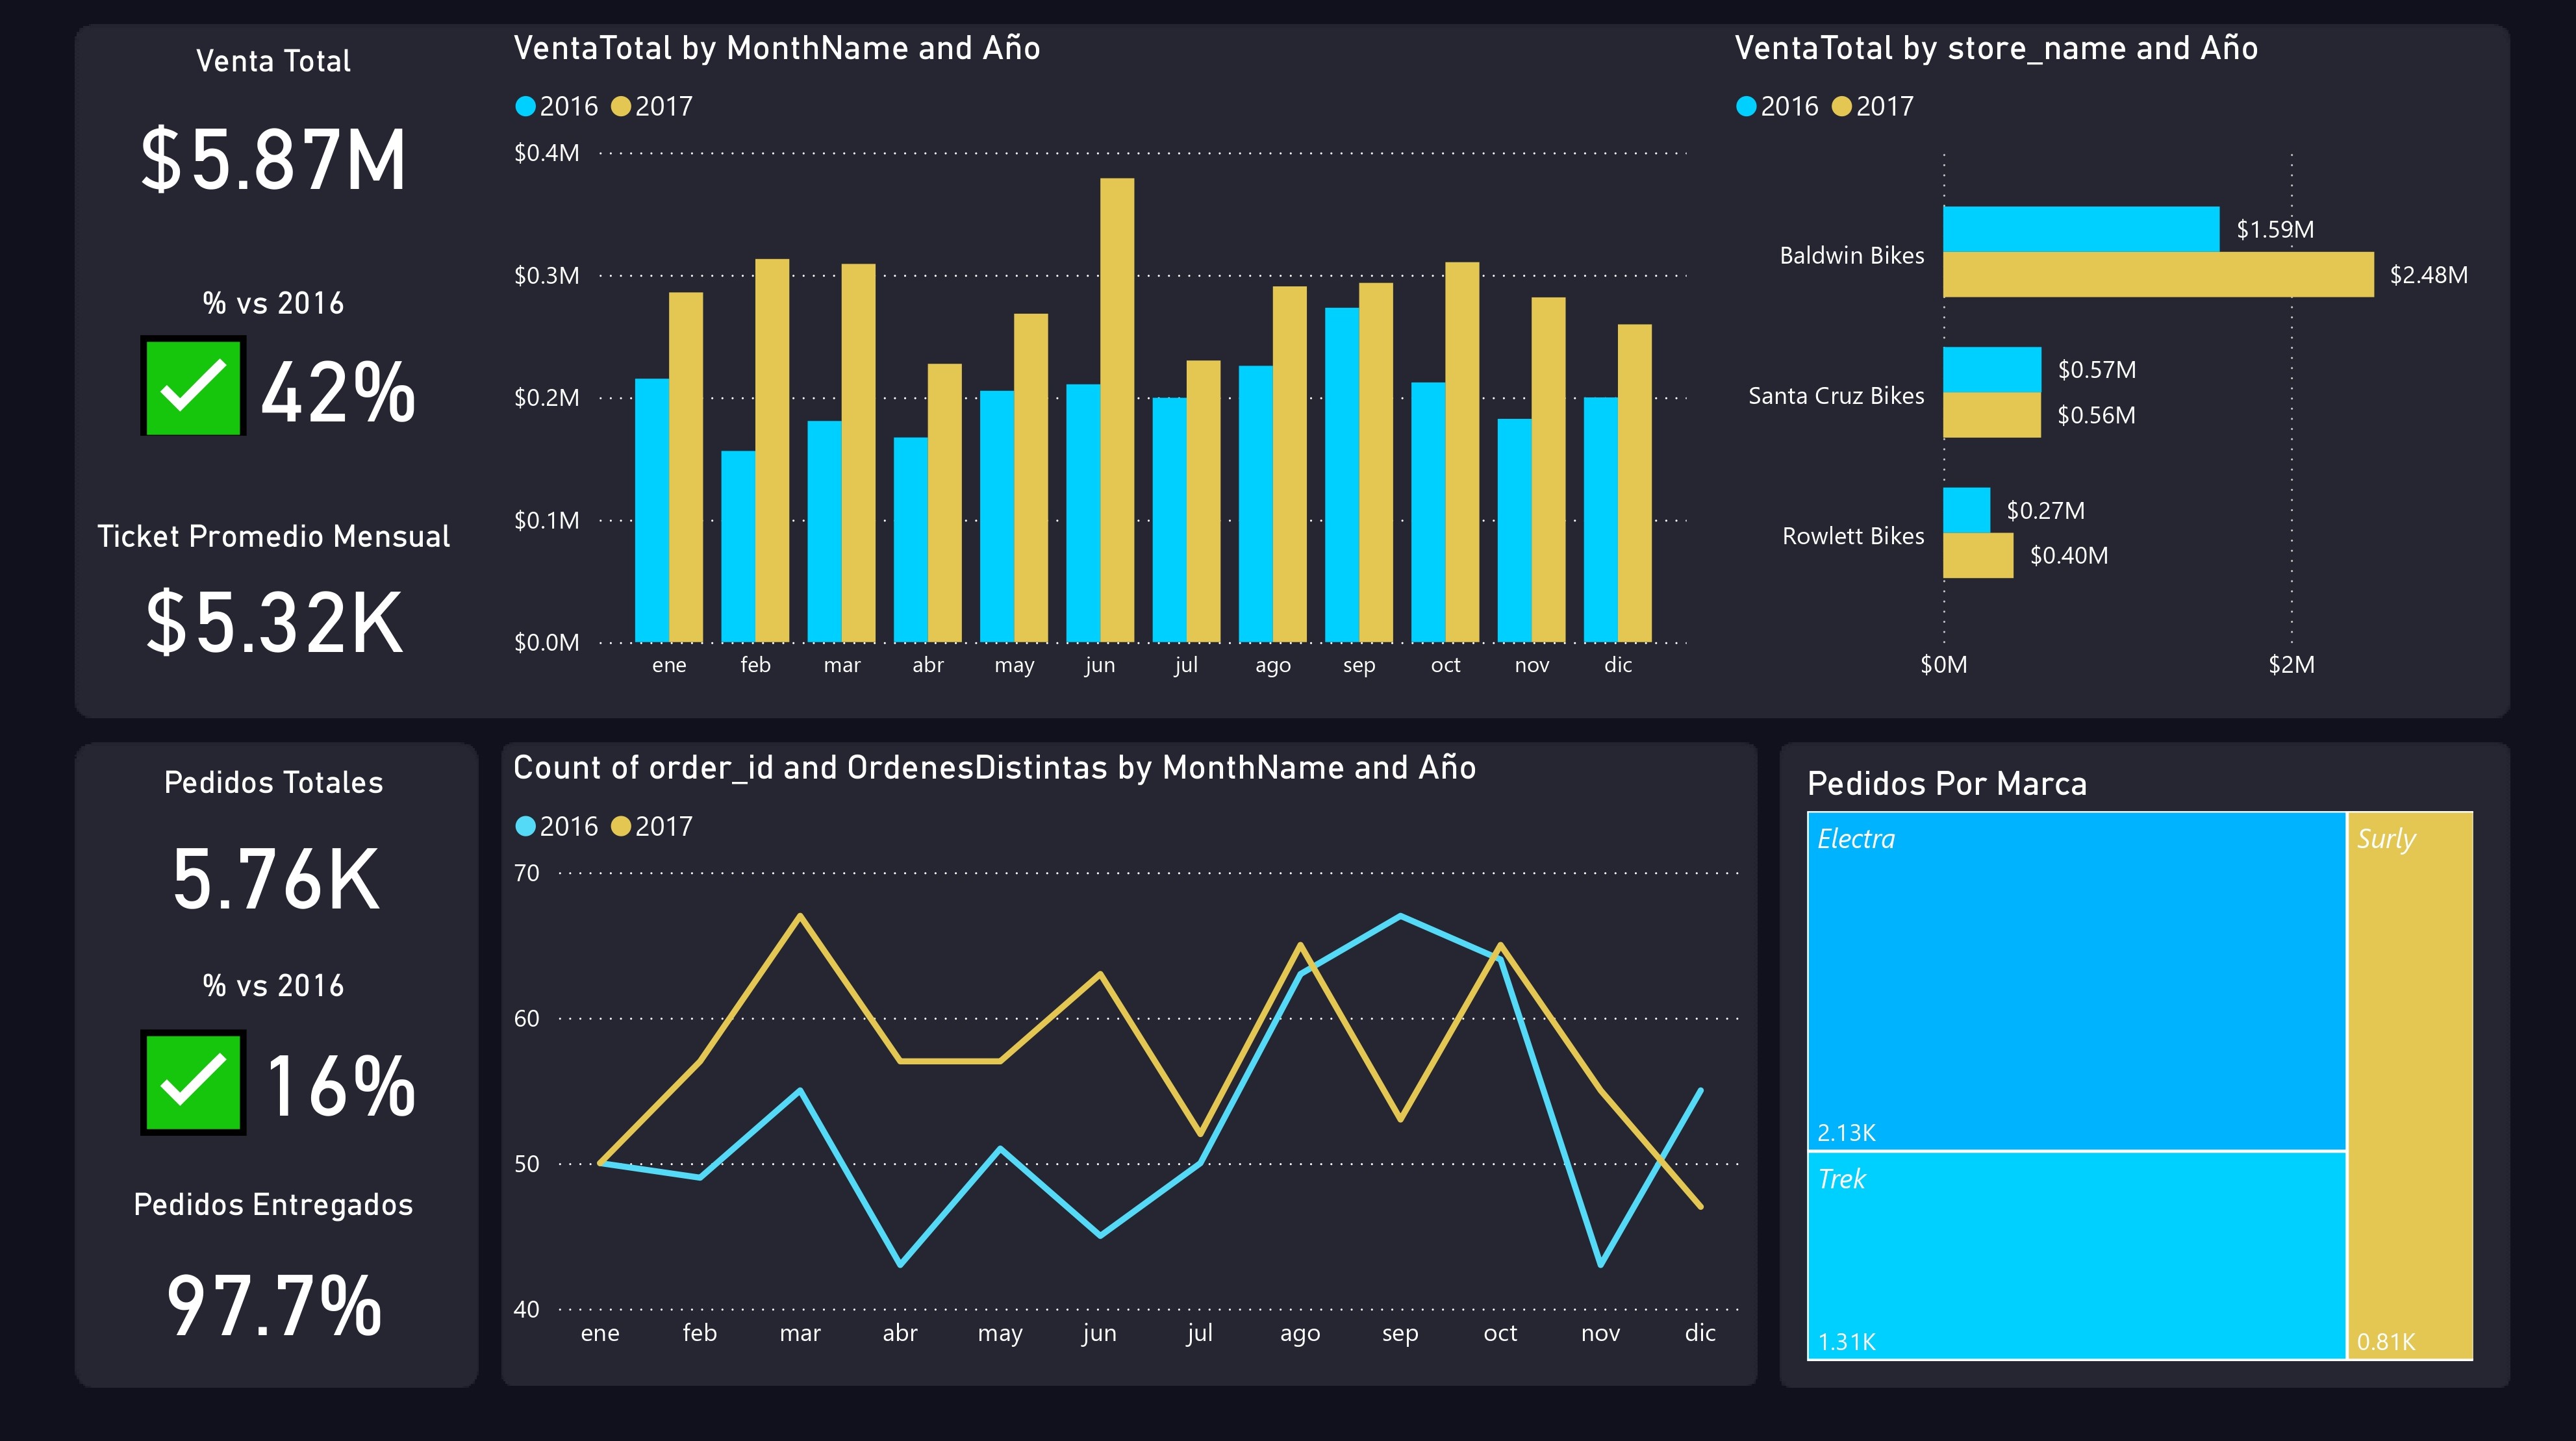 Venta Total
$5.87M
% vs 2016
42%
Ticket Promedio Mensual
$5.32K
VentaTotal by MonthName and Año
2016 2017
$0.4M
$0.3M
$0.2M
$0.1M
$0.0M
ene feb mar abr may jun jul ago sep oct nov dic
VentaTotal by store_name and Año
2016 2017
Baldwin Bikes
$1.59M
$2.48M
Santa Cruz Bikes
$0.57M
$0.56M
Rowlett Bikes
$0.27M
$0.40M
$0M $2M
Pedidos Totales
5.76K
% vs 2016
16%
Pedidos Entregados
97.7%
Count of order_id and OrdenesDistintas by MonthName and Año
2016 2017
70
60
50
40
ene feb mar abr may jun jul ago sep oct nov dic
Pedidos Por Marca
Electra
2.13K
Trek
1.31K
Surly
0.81K